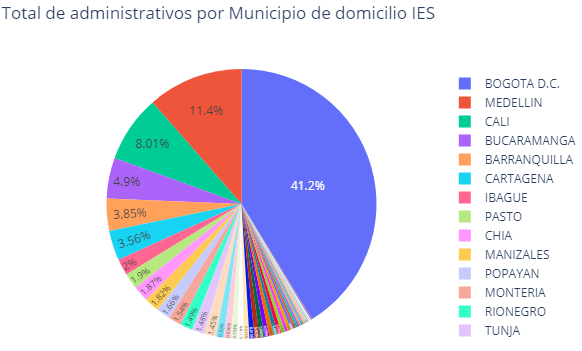 Total de administrativos por Municipio de domicilio IES
41.2%
11.4%
8.01%
4.9%
3.85%
3.56%
2%
1.9%
1.87%
1.82%
1.66%
1.54%
1.49%
1.48%
1.45%
BOGOTA D.C.
MEDELLIN
CALI
BUCARAMANGA
BARRANQUILLA
CARTAGENA
IBAGUE
PASTO
CHIA
MANIZALES
POPAYAN
MONTERIA
RIONEGRO
TUNJA